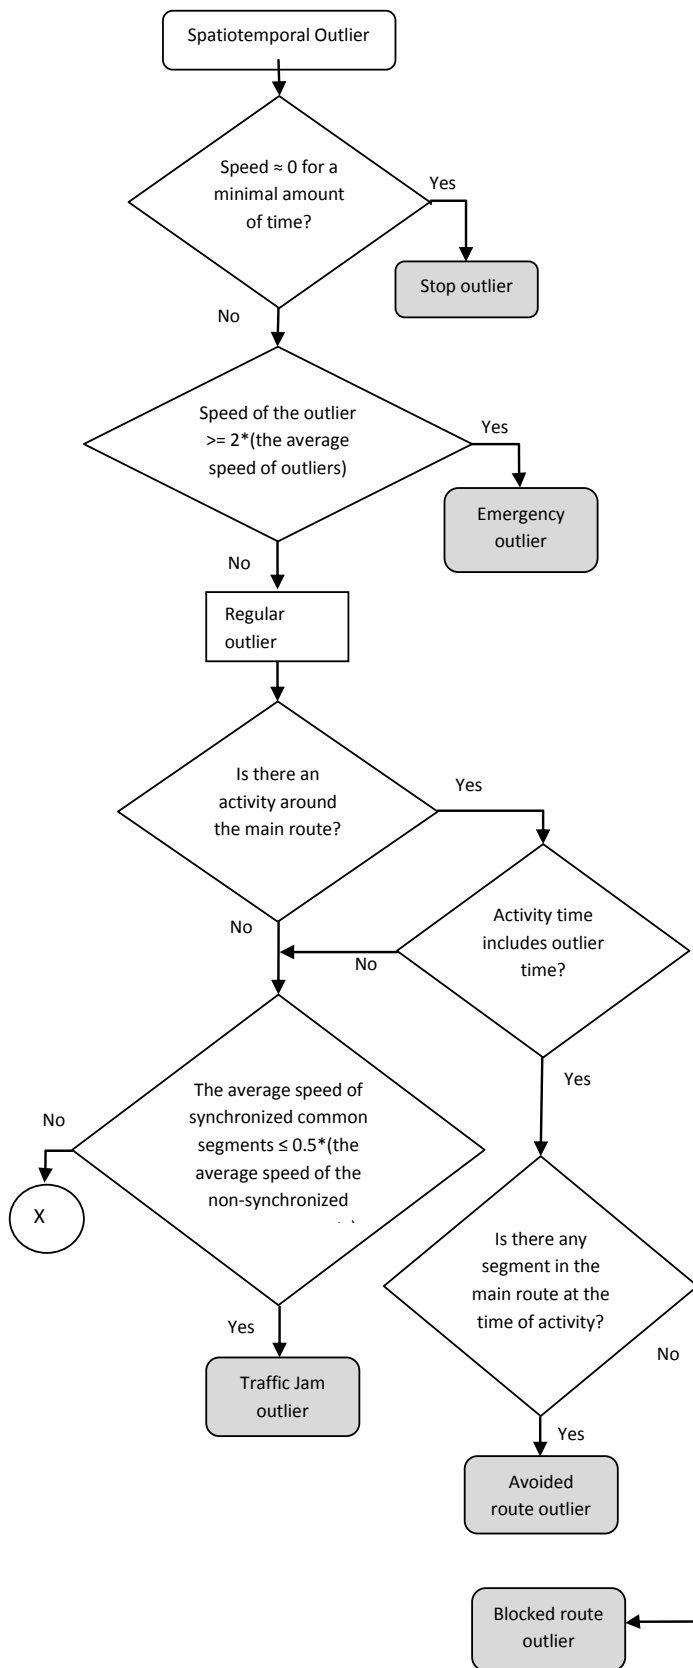 Spatiotemporal Outlier
Speed ≈ 0 for a
minimal amount
of time?
Yes
Stop outlier
No
Speed of the outlier
>= 2*(the average
speed of outliers)
Yes
Emergency
outlier
No
Regular
outlier
Is there an
activity around
the main route?
Yes
No
Activity time
includes outlier
time?
No
Yes
The average speed of
synchronized common
segments ≤ 0.5*(the
average speed of the
non-synchronized
No
X
Is there any
segment in the
main route at the
time of activity?
No
Yes
Traffic Jam
outlier
Yes
Avoided
route outlier
Blocked route
outlier